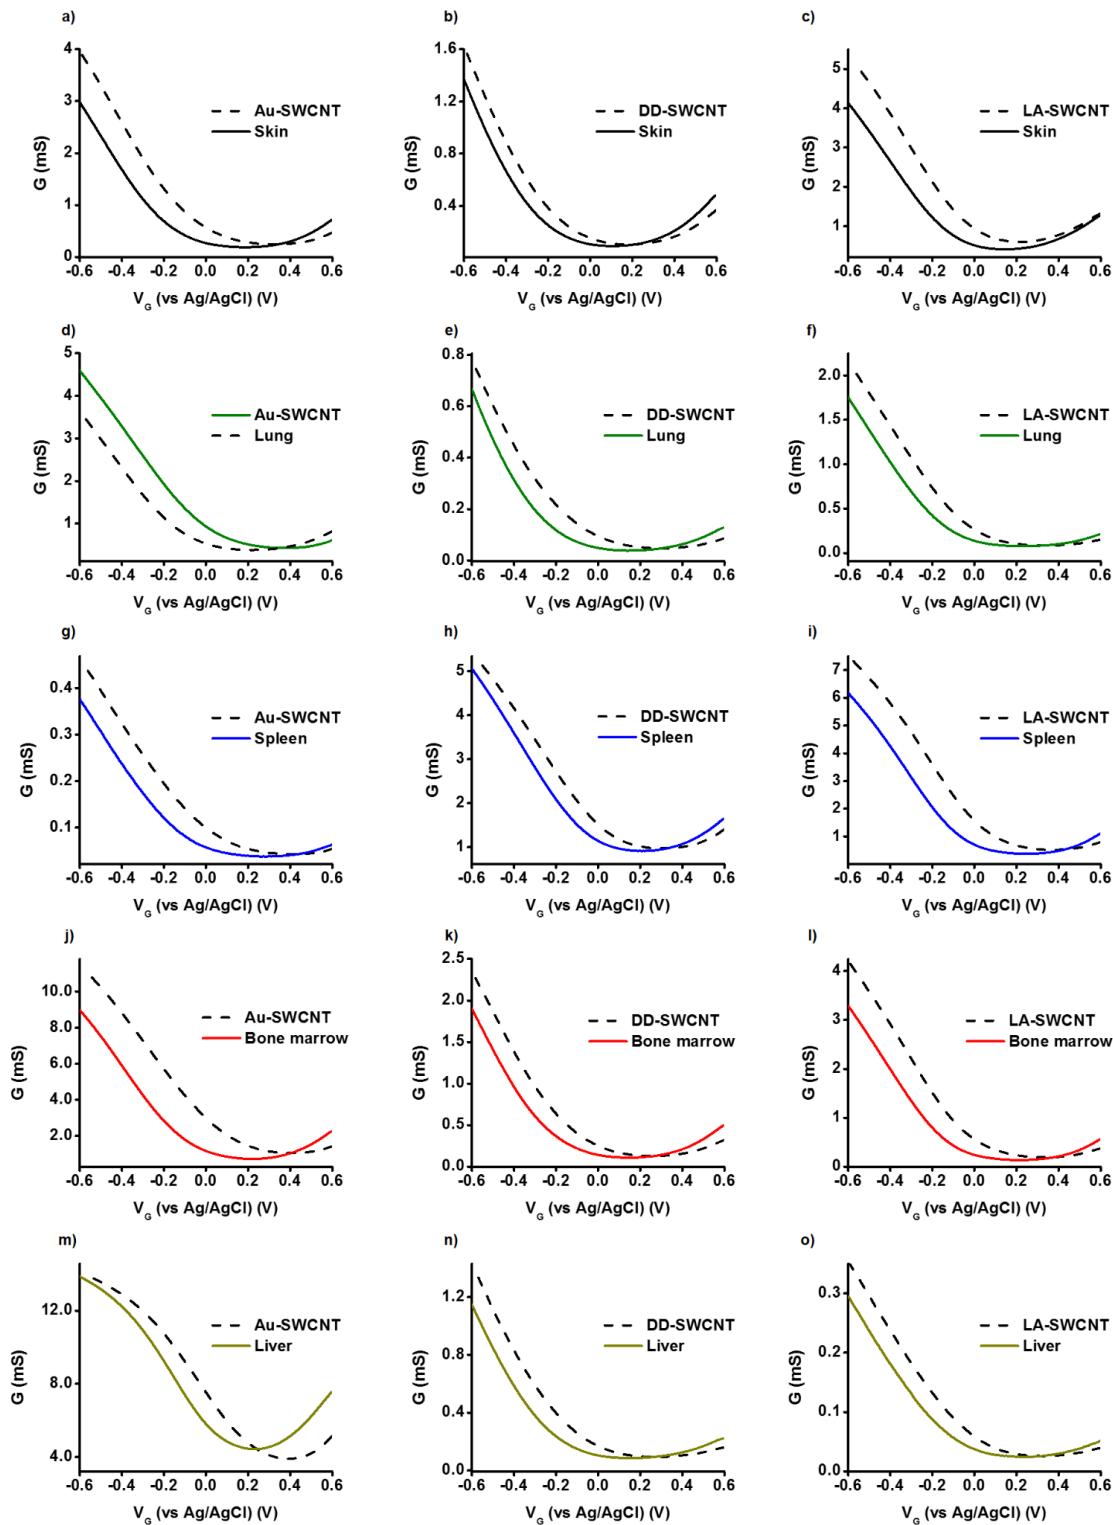 a)
4
3
2
1
0
G (mS)
Au-SWCNT
Skin
-0.6 -0.4 -0.2 0.0 0.2 0.4 0.6
V_G (vs Ag/AgCl) (V)
b)
1.6
1.2
0.8
0.4
G (mS)
DD-SWCNT
Skin
-0.6 -0.4 -0.2 0.0 0.2 0.4 0.6
V_G (vs Ag/AgCl) (V)
c)
5
4
3
2
1
G (mS)
LA-SWCNT
Skin
-0.6 -0.4 -0.2 0.0 0.2 0.4 0.6
V_G (vs Ag/AgCl) (V)
d)
5
4
3
2
1
G (mS)
Au-SWCNT
Lung
-0.6 -0.4 -0.2 0.0 0.2 0.4 0.6
V_G (vs Ag/AgCl) (V)
e)
0.8
0.6
0.4
0.2
0.0
G (mS)
DD-SWCNT
Lung
-0.6 -0.4 -0.2 0.0 0.2 0.4 0.6
V_G (vs Ag/AgCl) (V)
f)
2.0
1.5
1.0
0.5
0.0
G (mS)
LA-SWCNT
Lung
-0.6 -0.4 -0.2 0.0 0.2 0.4 0.6
V_G (vs Ag/AgCl) (V)
g)
0.4
0.3
0.2
0.1
G (mS)
Au-SWCNT
Spleen
-0.6 -0.4 -0.2 0.0 0.2 0.4 0.6
V_G (vs Ag/AgCl) (V)
h)
5
4
3
2
1
G (mS)
DD-SWCNT
Spleen
-0.6 -0.4 -0.2 0.0 0.2 0.4 0.6
V_G (vs Ag/AgCl) (V)
i)
7
6
5
4
3
2
1
G (mS)
LA-SWCNT
Spleen
-0.6 -0.4 -0.2 0.0 0.2 0.4 0.6
V_G (vs Ag/AgCl) (V)
j)
10.0
8.0
6.0
4.0
2.0
G (mS)
Au-SWCNT
Bone marrow
-0.6 -0.4 -0.2 0.0 0.2 0.4 0.6
V_G (vs Ag/AgCl) (V)
k)
2.5
2.0
1.5
1.0
0.5
0.0
G (mS)
DD-SWCNT
Bone marrow
-0.6 -0.4 -0.2 0.0 0.2 0.4 0.6
V_G (vs Ag/AgCl) (V)
l)
4
3
2
1
0
G (mS)
LA-SWCNT
Bone marrow
-0.6 -0.4 -0.2 0.0 0.2 0.4 0.6
V_G (vs Ag/AgCl) (V)
m)
12.0
8.0
4.0
G (mS)
Au-SWCNT
Liver
-0.6 -0.4 -0.2 0.0 0.2 0.4 0.6
V_G (vs Ag/AgCl) (V)
n)
1.2
0.8
0.4
0.0
G (mS)
DD-SWCNT
Liver
-0.6 -0.4 -0.2 0.0 0.2 0.4 0.6
V_G (vs Ag/AgCl) (V)
o)
0.3
0.2
0.1
0.0
G (mS)
LA-SWCNT
Liver
-0.6 -0.4 -0.2 0.0 0.2 0.4 0.6
V_G (vs Ag/AgCl) (V)